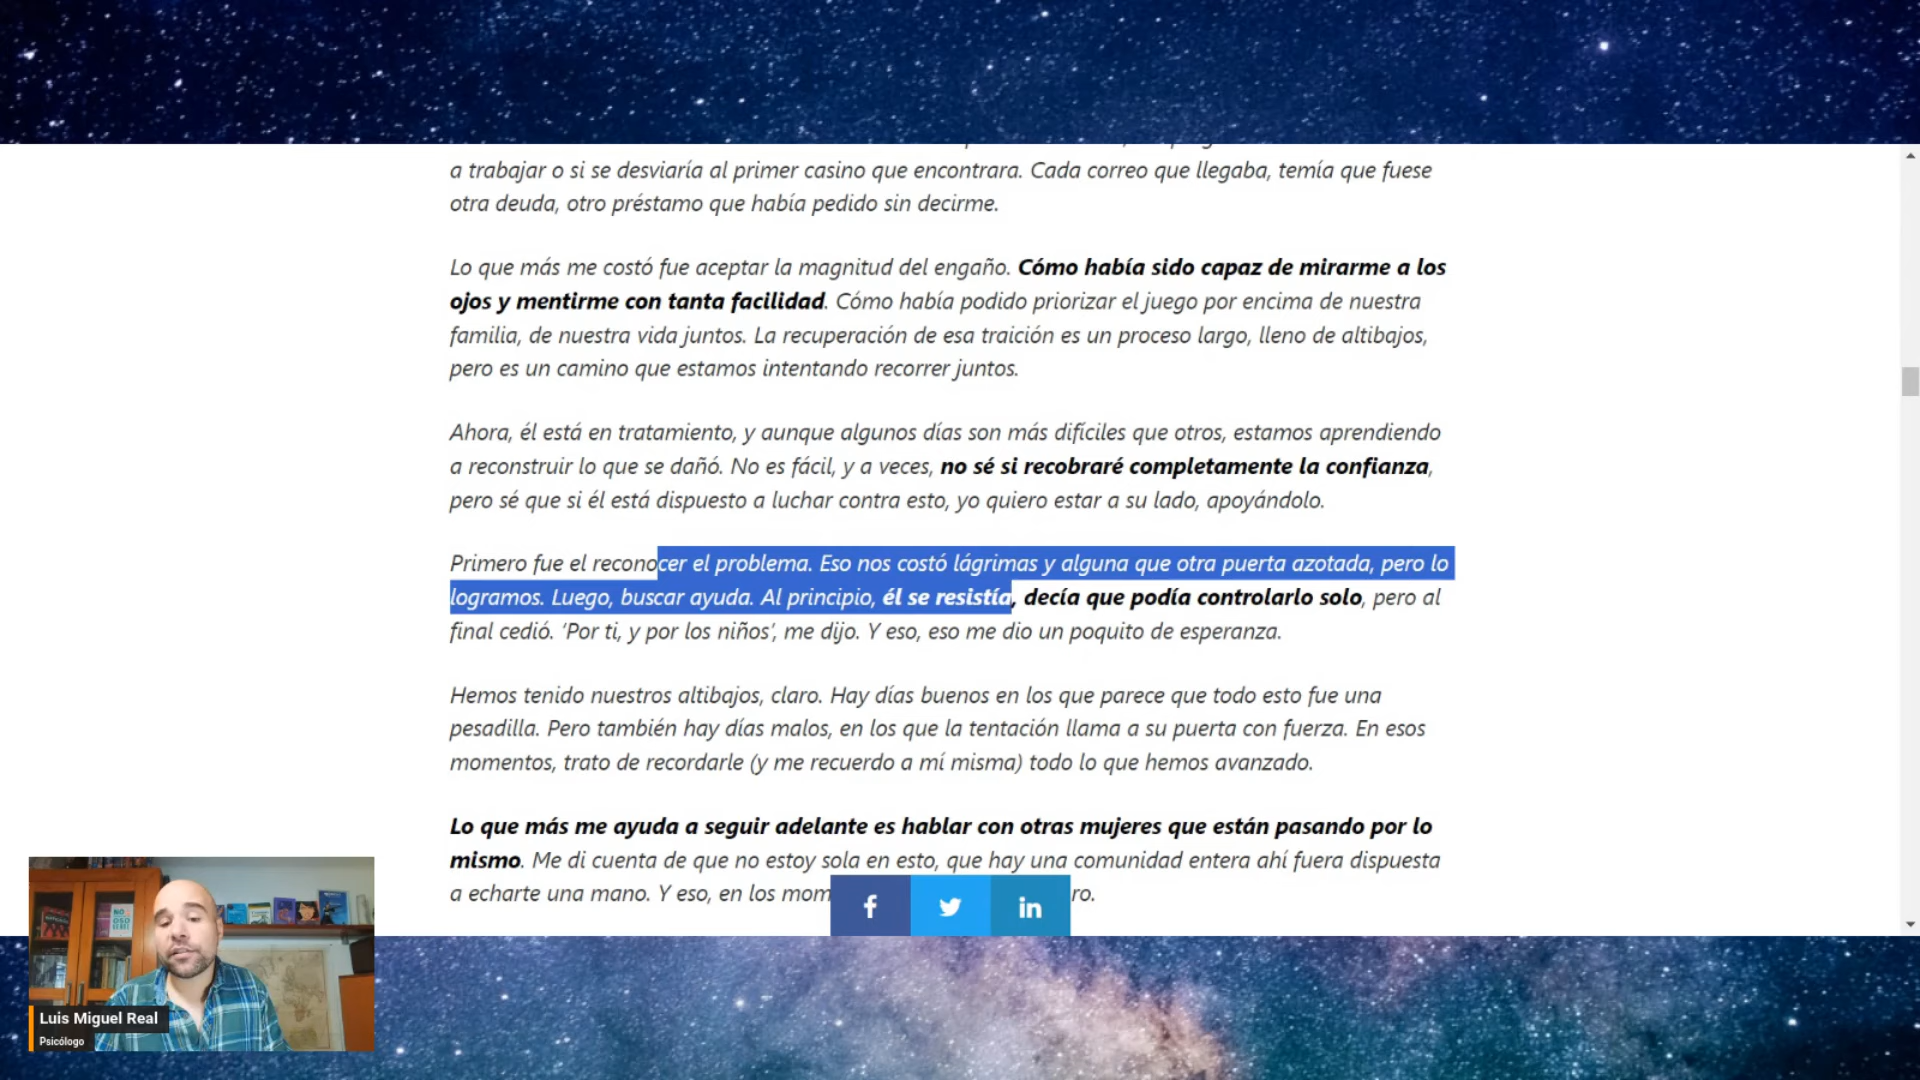 a trabajar o si se desviaría al primer casino que encontrara. Cada correo que llegaba, temía que fuese
otra deuda, otro préstamo que había pedido sin decirme.
Lo que más me costó fue aceptar la magnitud del engaño. Cómo había sido capaz de mirarme a los
ojos y mentirme con tanta facilidad. Cómo había podido priorizar el juego por encima de nuestra
familia, de nuestra vida juntos. La recuperación de esa traición es un proceso largo, lleno de altibajos,
pero es un camino que estamos intentando recorrer juntos.
Ahora, él está en tratamiento, y aunque algunos días son más difíciles que otros, estamos aprendiendo
a reconstruir lo que se dañó. No es fácil, y a veces, no sé si recobraré completamente la confianza,
pero sé que si él está dispuesto a luchar contra esto, yo quiero estar a su lado, apoyándolo.
Primero fue el reconocer el problema. Eso nos costó lágrimas y alguna que otra puerta azotada, pero lo
logramos. Luego, buscar ayuda. Al principio, él se resistía, decía que podía controlarlo solo, pero al
final cedió. ‘Por ti, y por los niños’, me dijo. Y eso, eso me dio un poquito de esperanza.
Hemos tenido nuestros altibajos, claro. Hay días buenos en los que parece que todo esto fue una
pesadilla. Pero también hay días malos, en los que la tentación llama a su puerta con fuerza. En esos
momentos, trato de recordarle (y me recuerdo a mí misma) todo lo que hemos avanzado.
Lo que más me ayuda a seguir adelante es hablar con otras mujeres que están pasando por lo
mismo. Me di cuenta de que no estoy sola en esto, que hay una comunidad entera ahí fuera dispuesta
a echarte una mano. Y eso, en los mom ro.
Luis Miguel Real
Psicólogo